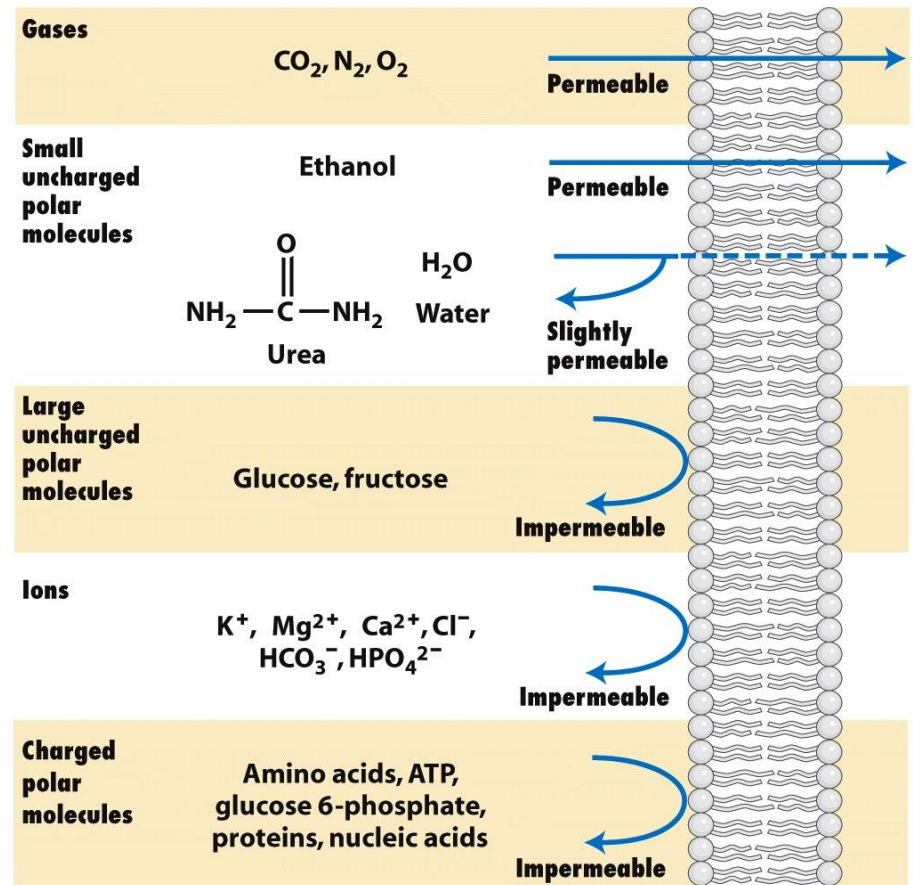 Gases
CO₂, N₂, O₂
Permeable
Small
uncharged
polar
molecules
Ethanol
Permeable
O
NH₂—C—NH₂
Urea
H₂O
Water
Slightly
permeable
Large
uncharged
polar
molecules
Glucose, fructose
Impermeable
Ions
K⁺, Mg²⁺, Ca²⁺, Cl⁻,
HCO₃⁻, HPO₄²⁻
Impermeable
Charged
polar
molecules
Amino acids, ATP,
glucose 6-phosphate,
proteins, nucleic acids
Impermeable